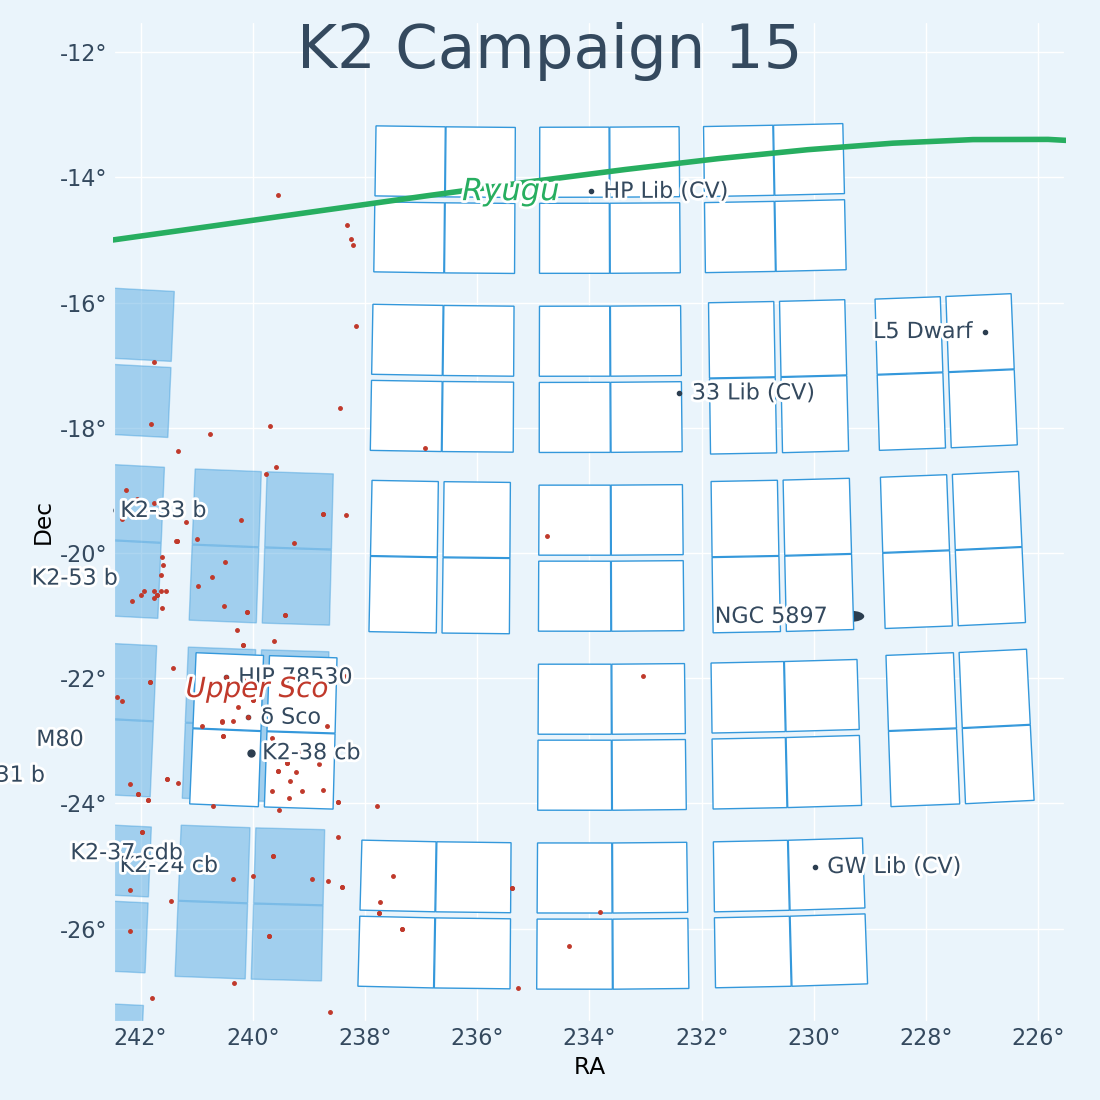 K2 Campaign 15
-12°
-14°
-16°
-18°
-20°
-22°
-24°
-26°
Dec
Ryugu
HP Lib (CV)
L5 Dwarf
33 Lib (CV)
K2-33 b
K2-53 b
NGC 5897
HIP 78530
Upper Sco
δ Sco
M80
K2-38 cb
31 b
K2-37 cdb
K2-24 cb
GW Lib (CV)
242°
240°
238°
236°
234°
232°
230°
228°
226°
RA